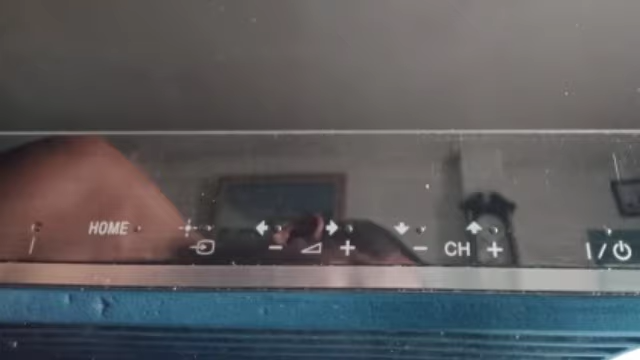 HOME
- + - CH + I/⏻